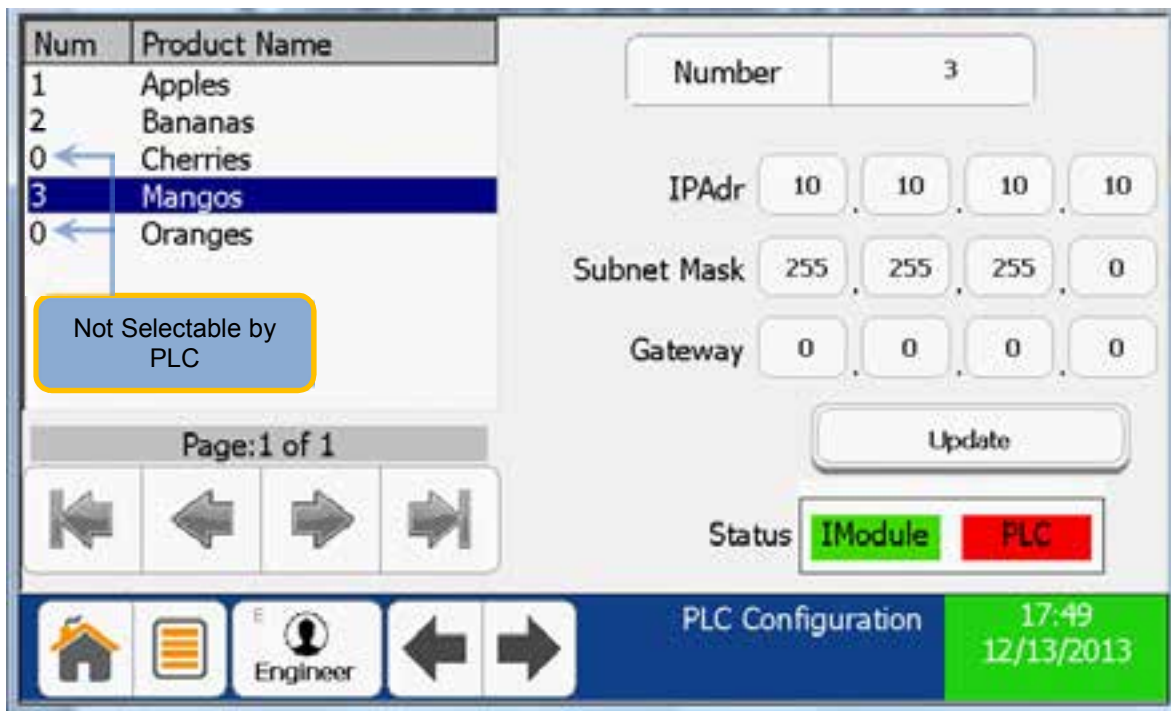 Num Product Name
1 Apples
2 Bananas
0 Cherries
3 Mangos
0 Oranges
Not Selectable by
PLC
Page:1 of 1
Number 3
IPAdr 10 . 10 . 10 . 10
Subnet Mask 255 . 255 . 255 . 0
Gateway 0 . 0 . 0 . 0
Update
Status IModule PLC
E
Engineer
PLC Configuration
17:49
12/13/2013